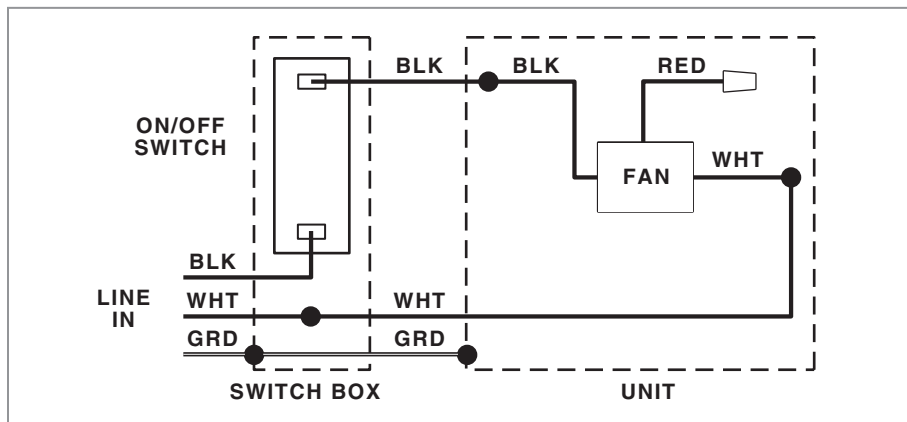 BLK
BLK
RED
ON/OFF
SWITCH
FAN
WHT
BLK
LINE
IN
WHT
WHT
GRD
GRD
SWITCH BOX
UNIT